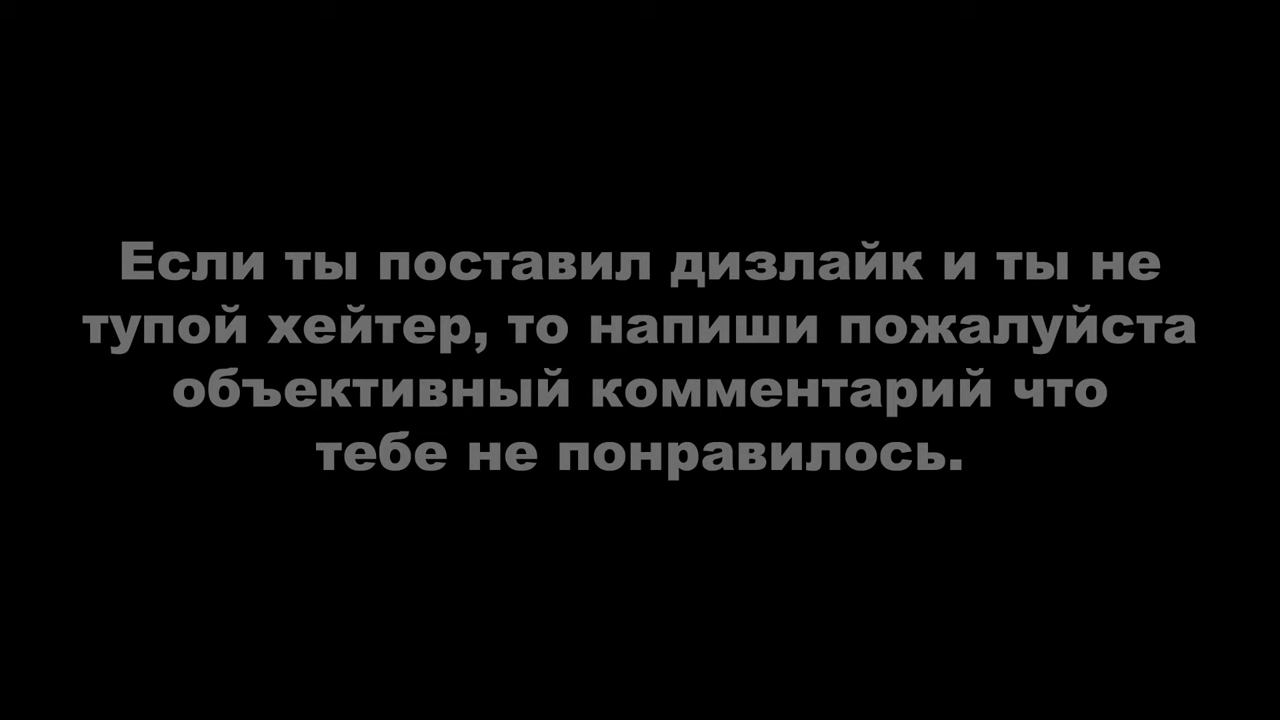 Если ты поставил дизлайк и ты не
тупой хейтер, то напиши пожалуйста
объективный комментарий что
тебе не понравилось.